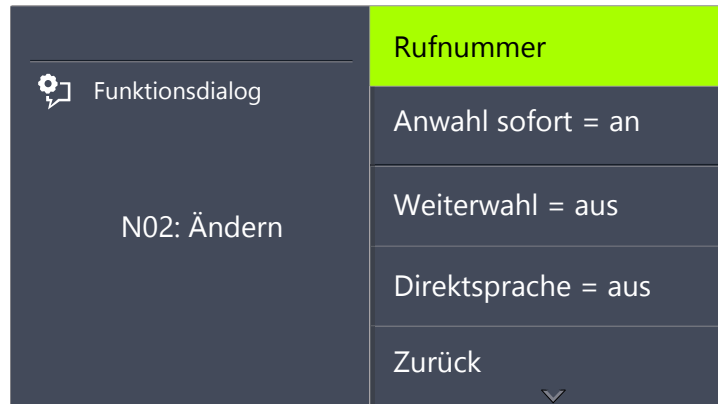 Funktionsdialog
N02: Ändern
Rufnummer
Anwahl sofort = an
Weiterwahl = aus
Direktsprache = aus
Zurück